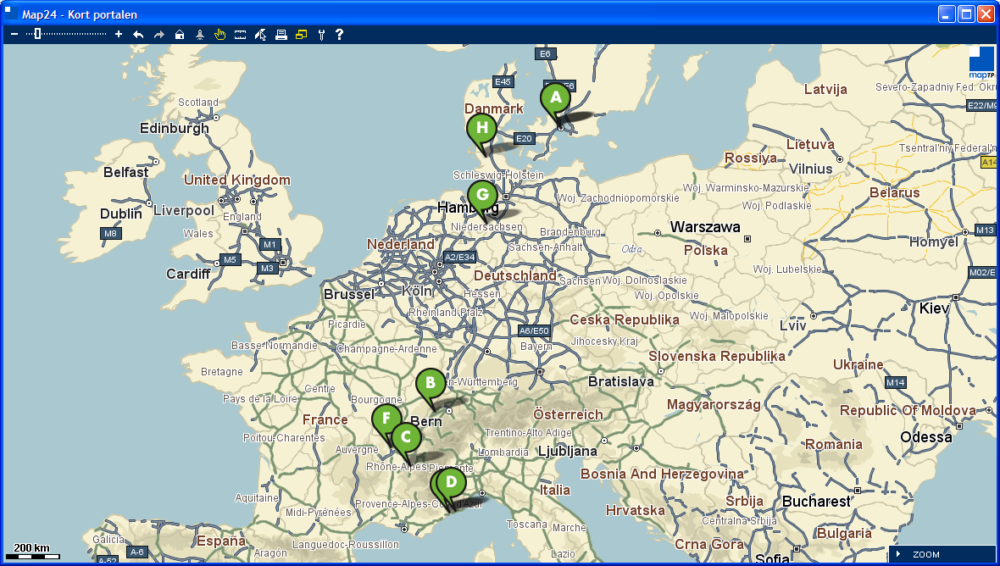 Map24 - Kort portalen
?
E6
mapTP
E45
E6
Latvija
Severo-Zapadniy Fed. Okru
Scotland
Danmark
A
E22/M9
Edinburgh
H
E20
Lietuva
Tsentral'niy Federal'n
Rossiya
Vilnius
A14
Belfast
United Kingdom
Schleswig-Holstein
Woj. Warminsko-Mazurskie
Belarus
G
Woj. Zachodniopomorskie
Woj. Podlaskie
Dublin
Liverpool
England
Hamburg
M8
Wales
Niedersachsen
Brandenburg
Warszawa
M13
M1
Nederland
Sachsen-Anhalt
Odra
Polska
Homyel
M5
A2/E34
M3
Cardiff
Deutschland
Woj. Lubelskie
M02/E
Sachsen
Woj. Dolnoslaskie
Brussel
Köln
Hessen
Woj. Opolskie
Kiev
Rheinland-Pfalz
Woj. Malopolskie
Picardie
Ceska Republika
Lviv
A6/E50
Basse-Normandie
Champagne-Ardenne
Bayern
Jihocesky Kraj
Slovenska Republika
Bretagne
Ukraine
B
en-Württemberg
Bratislava
M14
Centre
Pays de la Loire
Bourgogne
Magyarország
Republic Of Moldova
France
F
Bern
Österreich
Poitou-Charentes
C
Trentino-Alto Adige
Odessa
Auvergne
Lombardia
Ljubljana
Romania
Rhône-Alpes
Piemonte
Bosnia And Herzegovina
D
Italia
Aquitaine
Provence-Alpes-Cote d'Azur
Srbija
Bucharest
Midi-Pyrénées
Hrvatska
Centralna Srbija
Toscana
Marche
Galicia
España
Languedoc-Roussillon
Crna Gora
Bulgaria
200 km
A-6
Aragón
Lazio
Sofia
ZOOM
A-52